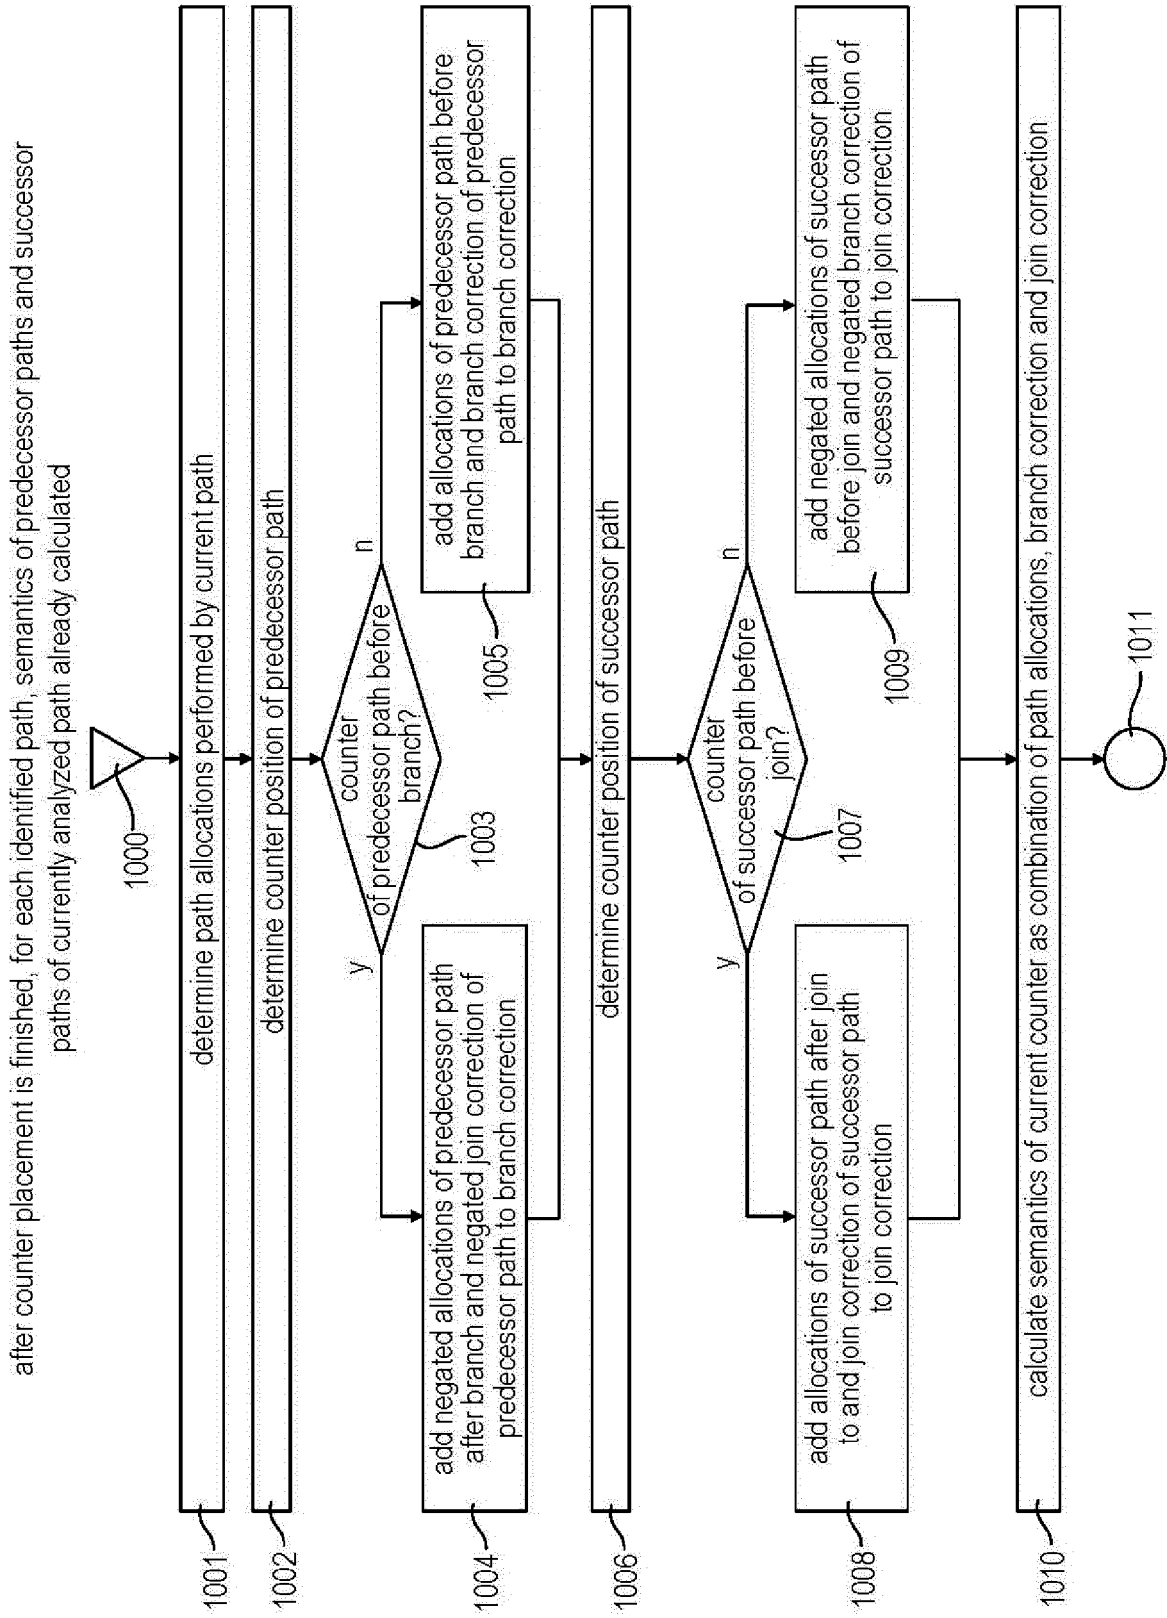 after counter placement is finished, for each identified path, semantics of predecessor paths and successor
paths of currently analyzed path already calculated
1000
determine path allocations performed by current path
1001
determine counter position of predecessor path
1002
counter
of predecessor path before
branch?
1003
y
n
add negated allocations of predecessor path
after branch and negated join correction of
predecessor path to branch correction
1004
add allocations of predecessor path before
branch and branch correction of predecessor
path to branch correction
1005
determine counter position of successor path
1006
counter
of successor path before
join?
1007
y
n
add allocations of successor path after join
to and join correction of successor path
to join correction
1008
add negated allocations of successor path
before join and negated branch correction of
successor path to join correction
1009
calculate semantics of current counter as combination of path allocations, branch correction and join correction
1010
1011